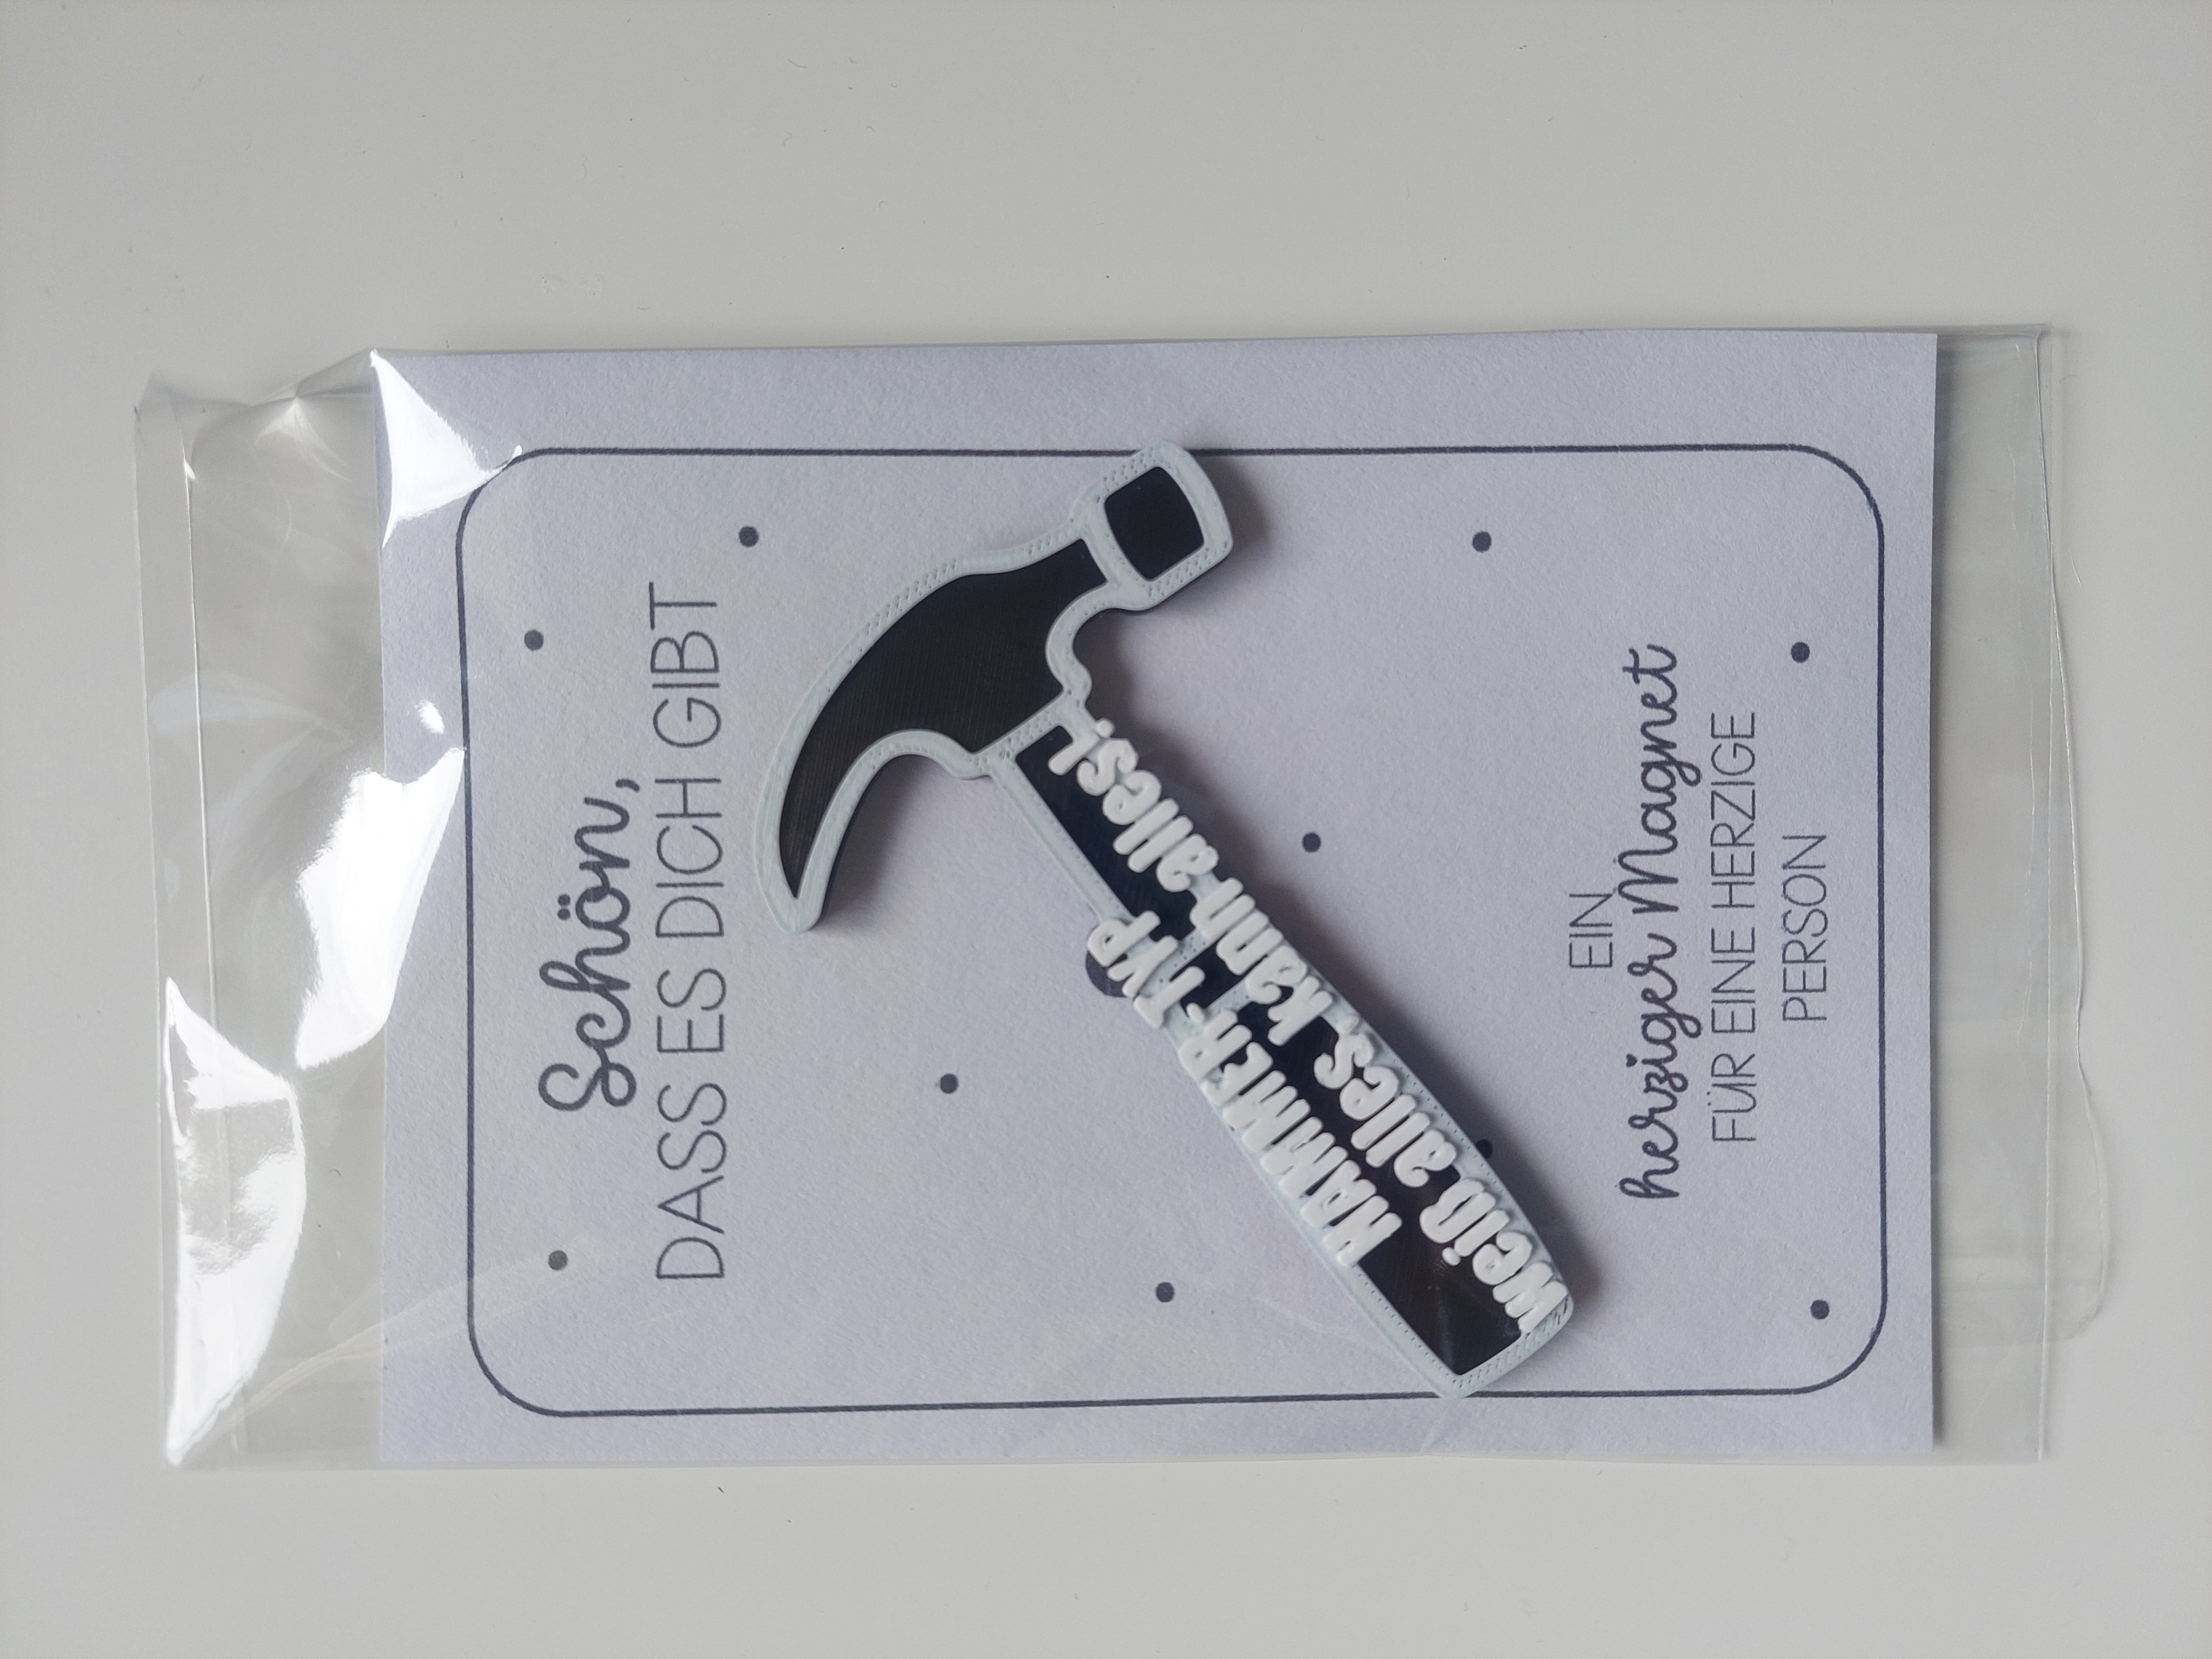 Schön,
DASS ES DICH GIBT
HAMMER TYP
weiß alles, kann alles!
EIN
herziger Magnet
FÜR EINE HERZIGE
PERSON